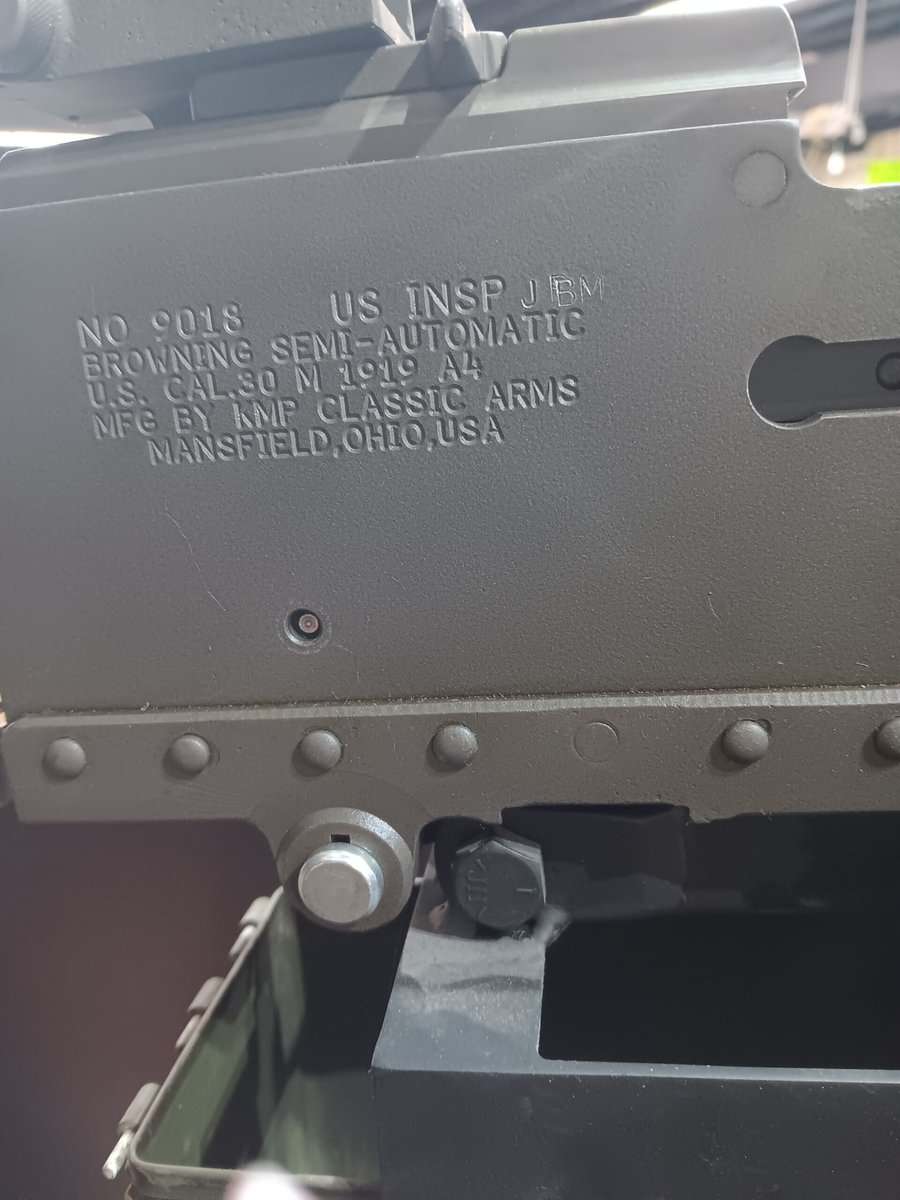 NO 9018 US INSP
BROWNING SEMI-AUTOMATIC
U.S. CAL.30 M 1919 A4
MFG BY KMP CLASSIC ARMS
MANSFIELD,OHIO,USA